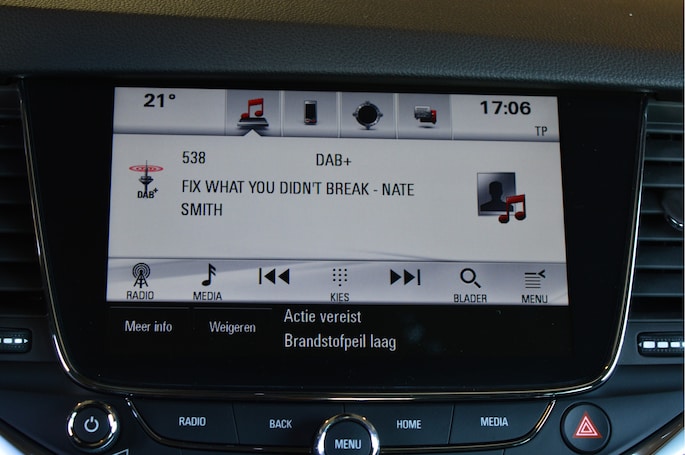 21°
17:06
TP
538 DAB+
DAB+
FIX WHAT YOU DIDN'T BREAK - NATE
SMITH
RADIO MEDIA KIES BLADER MENU
Meer info Weigeren
Actie vereist
Brandstofpeil laag
RADIO BACK MENU HOME MEDIA